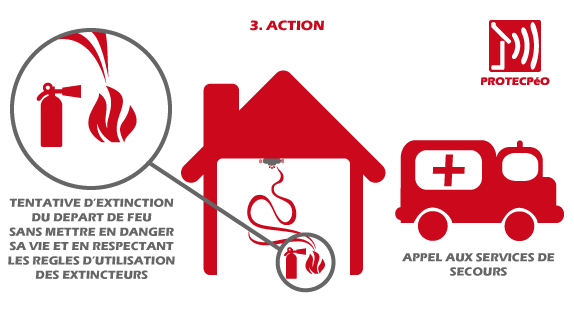 3. ACTION
PROTECPéO
TENTATIVE D'EXTINCTION
DU DEPART DE FEU
SANS METTRE EN DANGER
SA VIE ET EN RESPECTANT
LES REGLES D'UTILISATION
DES EXTINCTEURS
APPEL AUX SERVICES DE
SECOURS